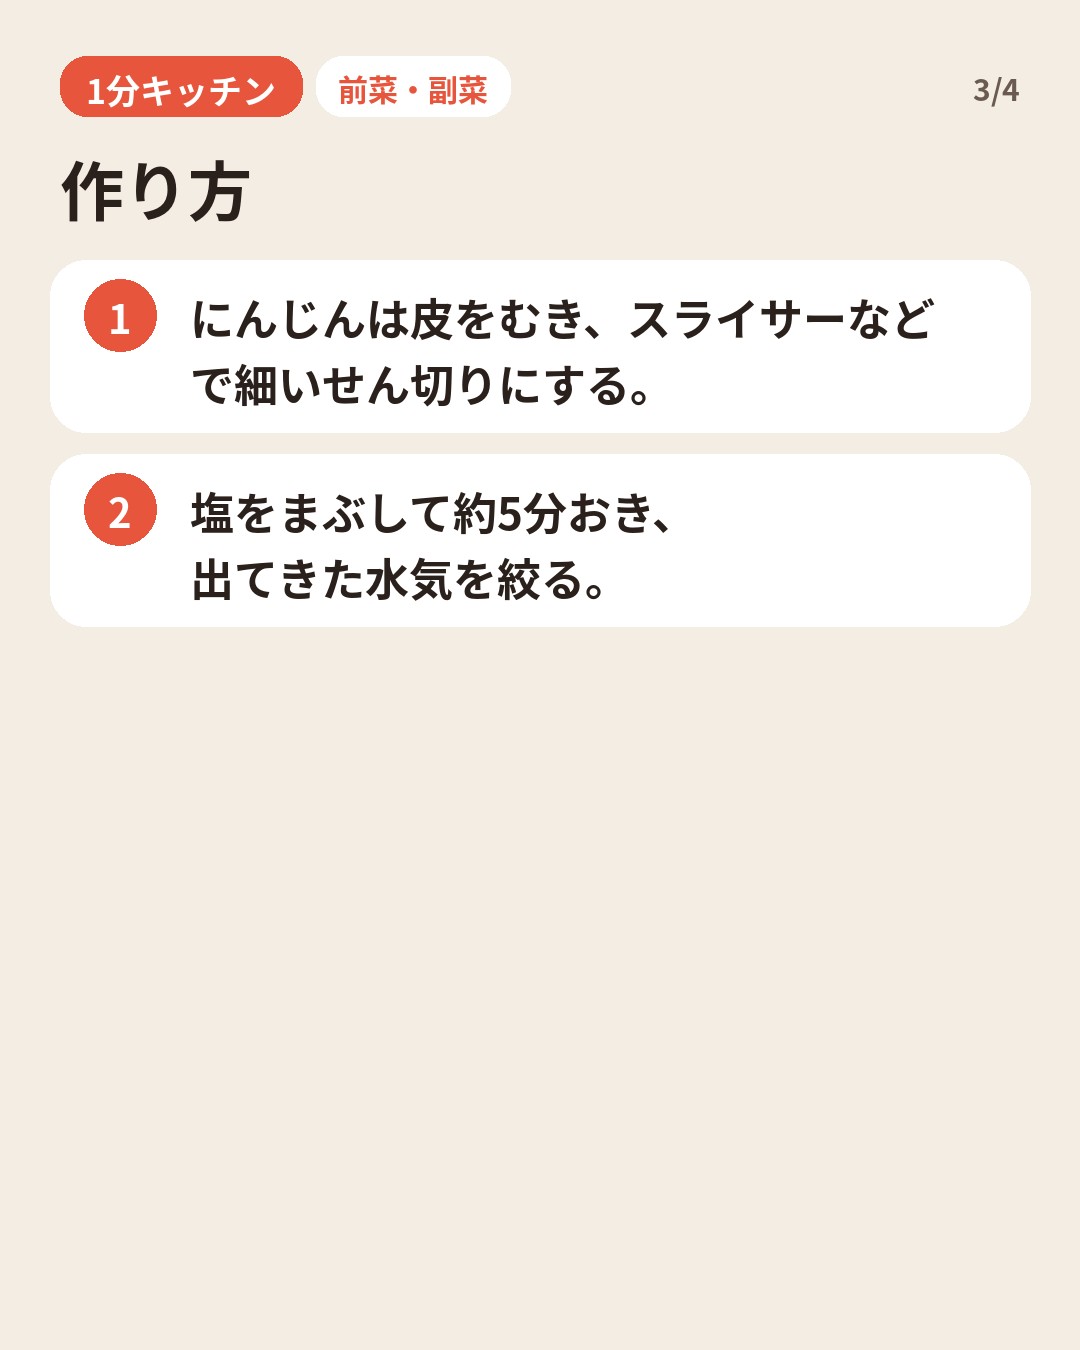 1分キッチン 前菜・副菜 3/4
作り方
1 にんじんは皮をむき、スライサーなど
で細いせん切りにする。
2 塩をまぶして約5分おき、
出てきた水気を絞る。